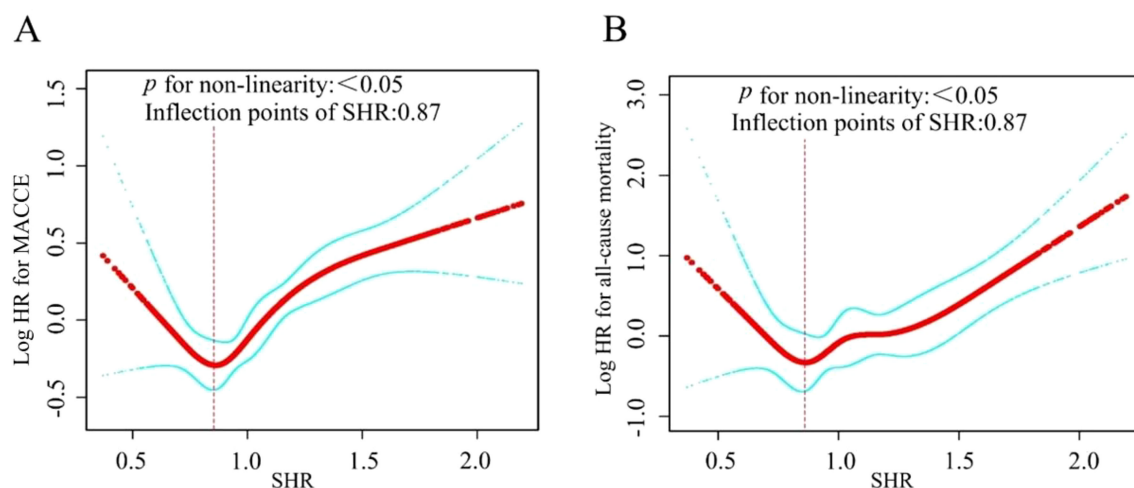 A
p for non-linearity:<0.05
Inflection points of SHR:0.87
Log HR for MACCE
1.5
1.0
0.5
0.0
-0.5
0.5
1.0
1.5
2.0
SHR
B
p for non-linearity:<0.05
Inflection points of SHR:0.87
Log HR for all-cause mortality
3.0
2.0
1.0
0.0
-1.0
0.5
1.0
1.5
2.0
SHR